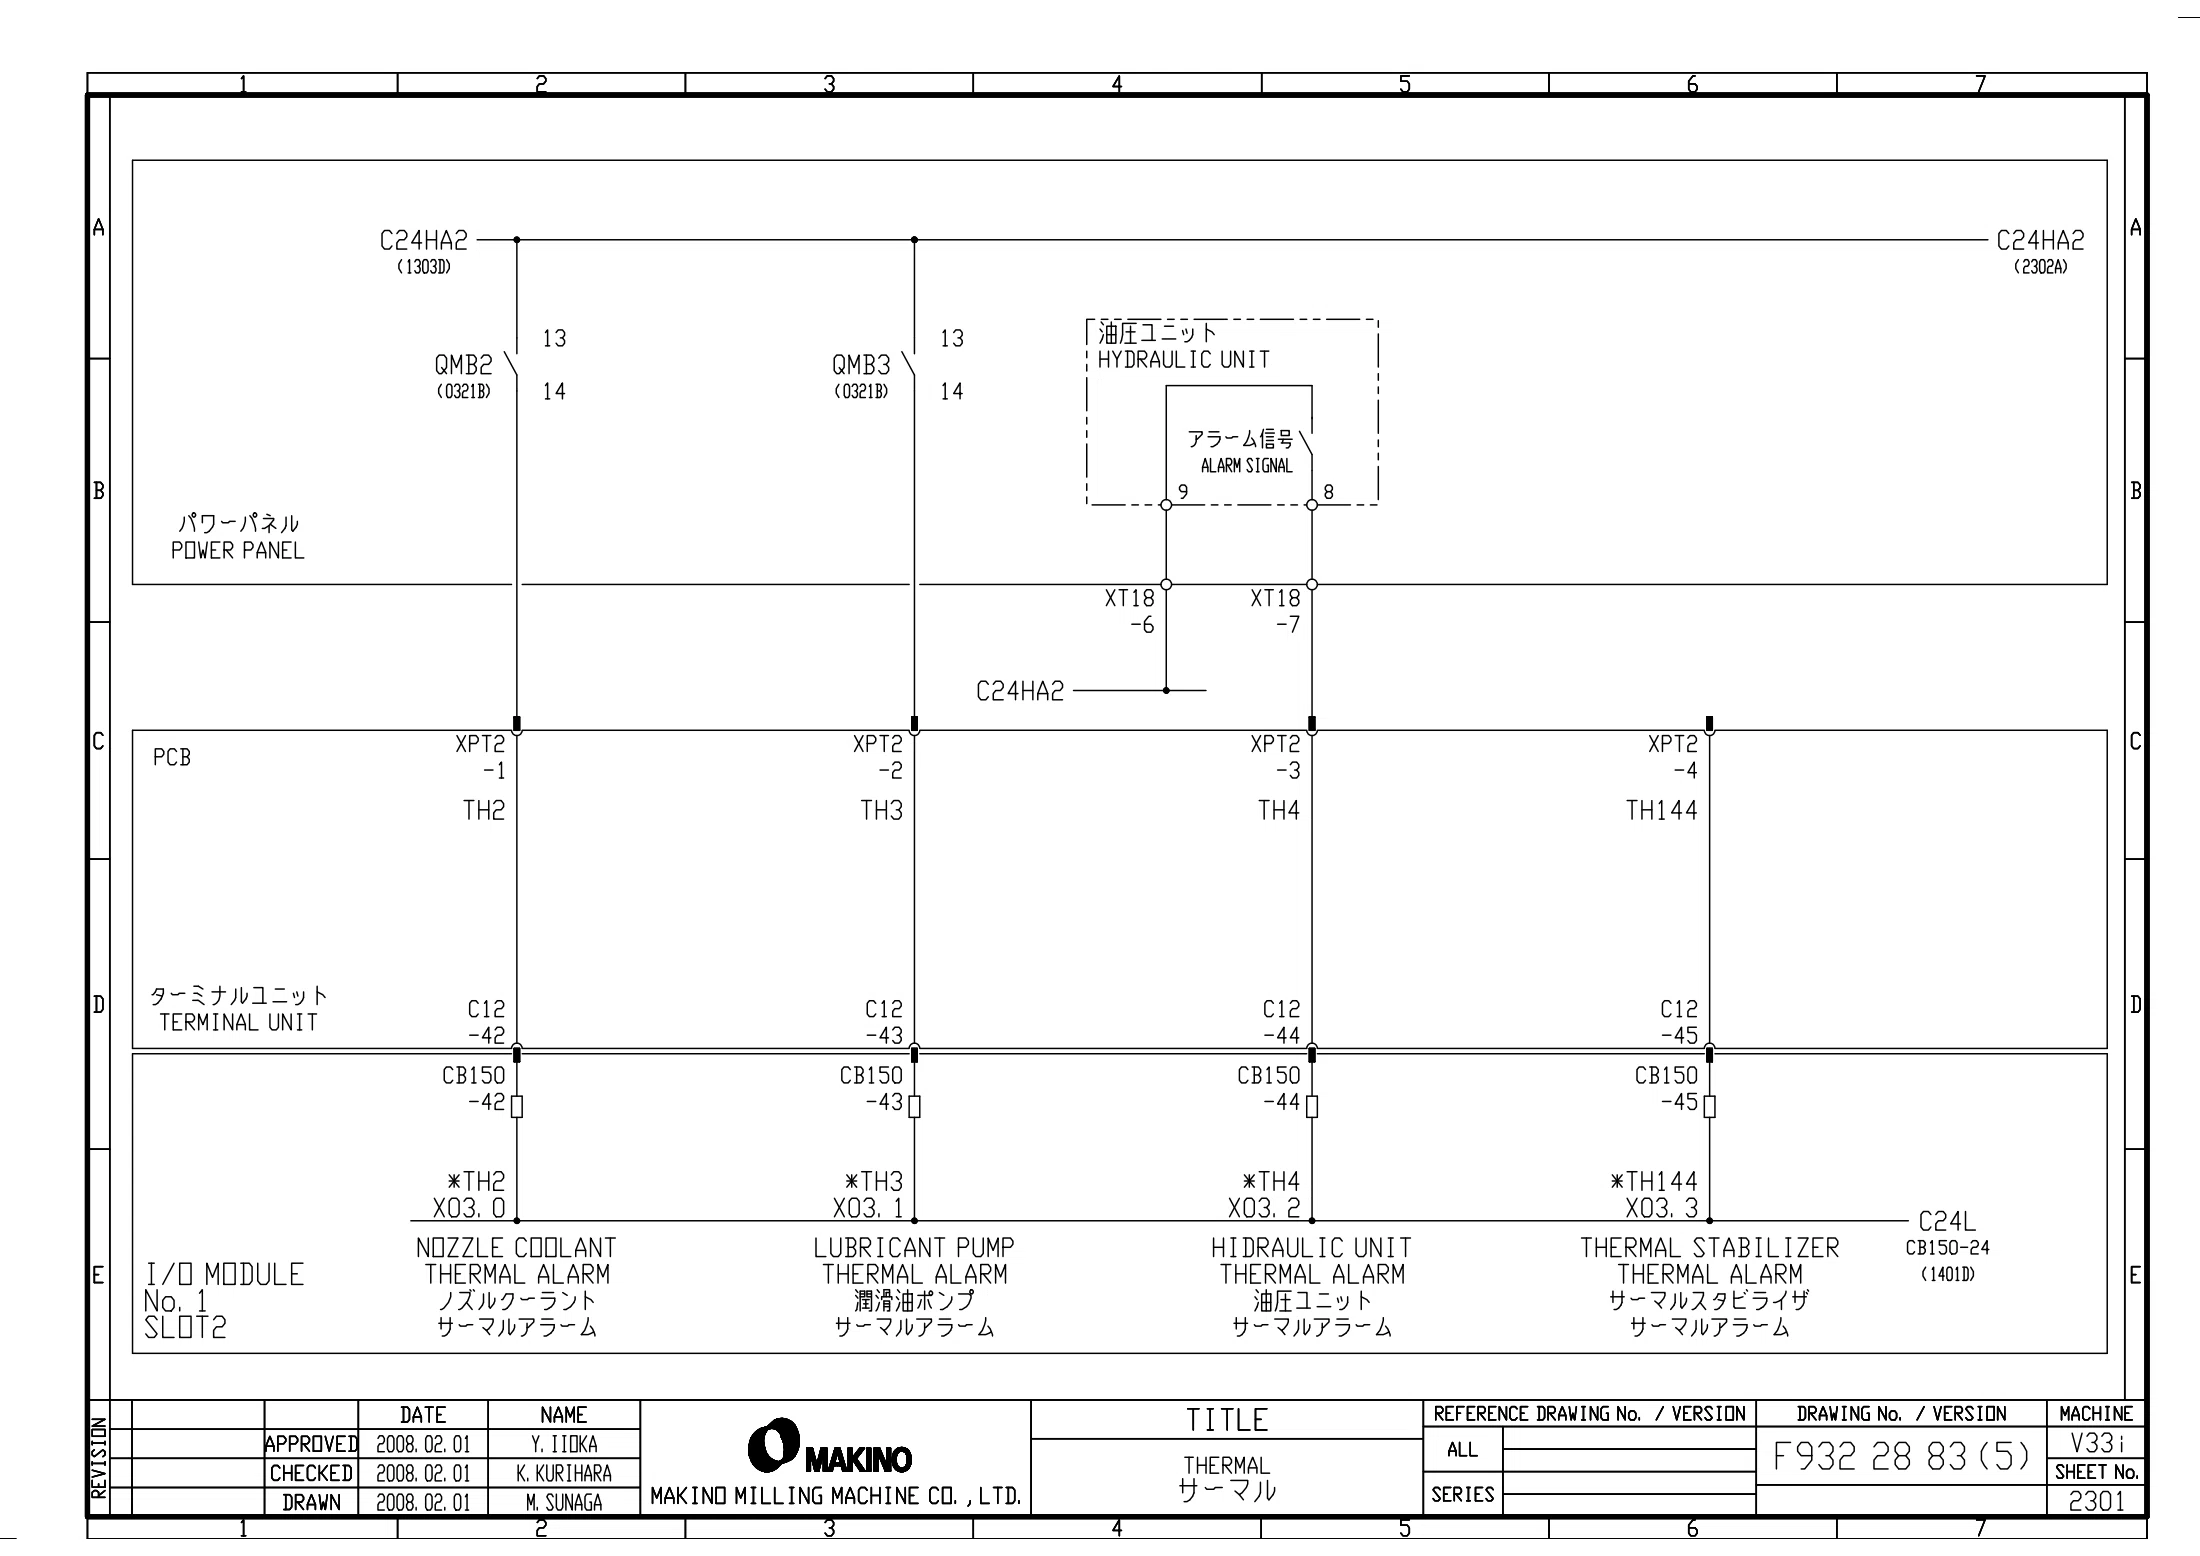 1 2 3 4 5 6 7
A A
C24HA2 C24HA2
(1303D) (2302A)
13 13
油圧ユニット
QMB2 QMB3 HYDRAULIC UNIT
(0321B) 14 (0321B) 14
アラーム信号
ALARM SIGNAL
B 9 8 B
パワーパネル
POWER PANEL
XT18 XT18
-6 -7
C24HA2
C C
PCB XPT2 XPT2 XPT2 XPT2
-1 -2 -3 -4
TH2 TH3 TH4 TH144
ターミナルユニット
D C12 C12 C12 C12 D
TERMINAL UNIT
-42 -43 -44 -45
CB150 CB150 CB150 CB150
-42 -43 -44 -45
*TH2 *TH3 *TH4 *TH144
X03.0 X03.1 X03.2 X03.3
C24L
CB150-24
(1401D)
NOZZLE COOLANT LUBRICANT PUMP HIDRAULIC UNIT THERMAL STABILIZER
THERMAL ALARM THERMAL ALARM THERMAL ALARM THERMAL ALARM
ノズルクーラント 潤滑油ポンプ 油圧ユニット サーマルスタビライザ
サーマルアラーム サーマルアラーム サーマルアラーム サーマルアラーム
E E
I/O MODULE
No.1
SLOT2
REVISION
DATE NAME
APPROVED 2008.02.01 Y.IIOKA
CHECKED 2008.02.01 K.KURIHARA
DRAWN 2008.02.01 M.SUNAGA
MAKINO
MAKINO MILLING MACHINE CO.,LTD.
TITLE
THERMAL
サーマル
REFERENCE DRAWING No. / VERSION
ALL
SERIES
DRAWING No. / VERSION
F932 28 83(5)
MACHINE
V33i
SHEET No.
2301
1 2 3 4 5 6 7